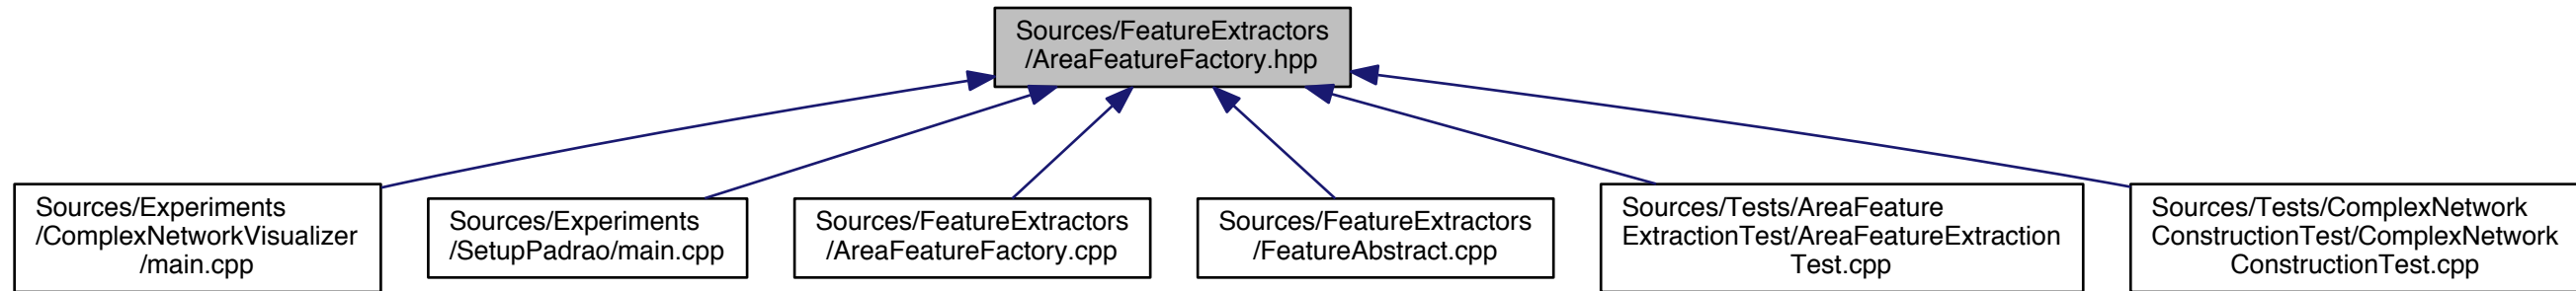 Sources/FeatureExtractors
/AreaFeatureFactory.hpp
Sources/Experiments
/ComplexNetworkVisualizer
/main.cpp
Sources/Experiments
/SetupPadrao/main.cpp
Sources/FeatureExtractors
/AreaFeatureFactory.cpp
Sources/FeatureExtractors
/FeatureAbstract.cpp
Sources/Tests/AreaFeature
ExtractionTest/AreaFeatureExtraction
Test.cpp
Sources/Tests/ComplexNetwork
ConstructionTest/ComplexNetwork
ConstructionTest.cpp